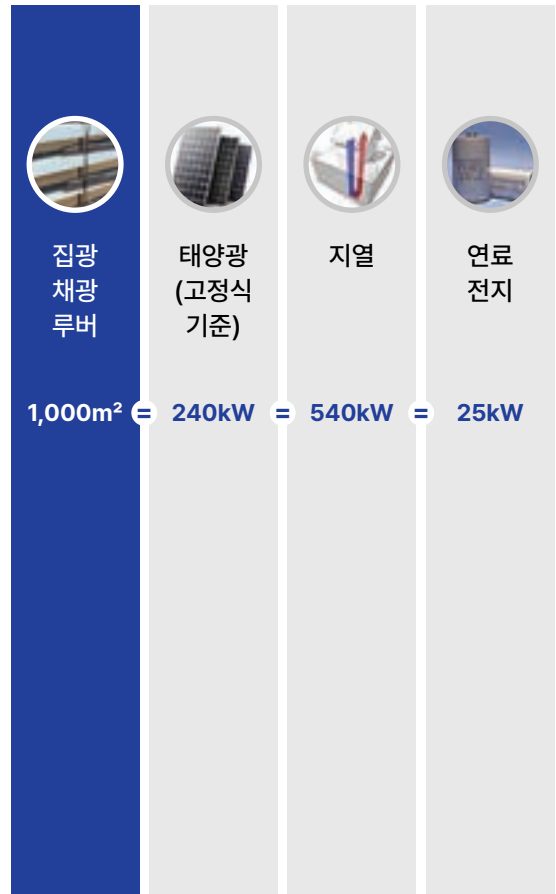 집광
채광
루버
태양광
(고정식
기준)
지열
연료
전지
1,000m² = 240kW = 540kW = 25kW